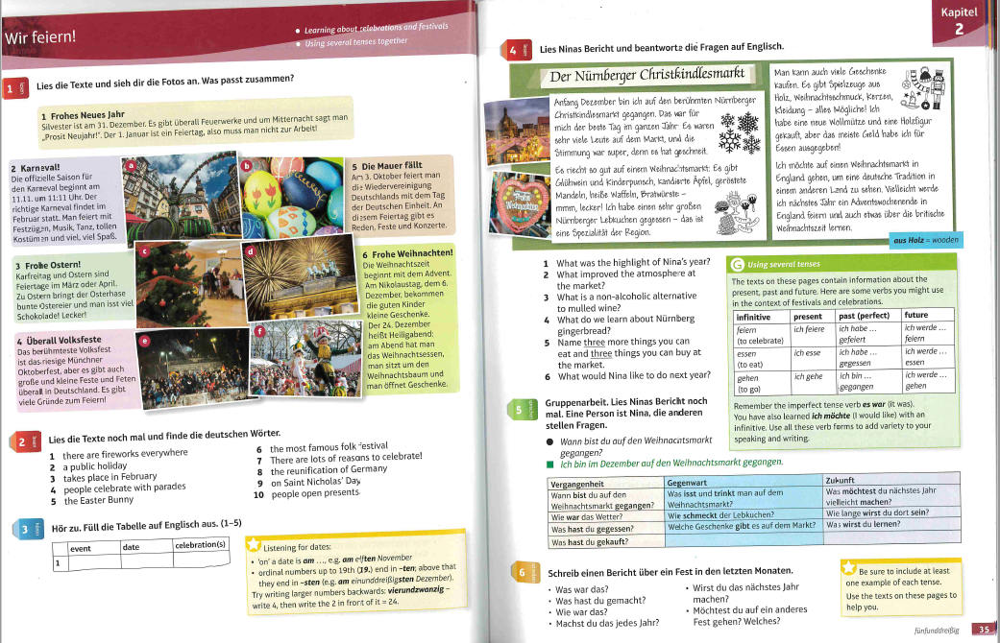 Wir feiern!
• Learning about celebrations and festivals
• Using several tenses together
1 Lies die Texte und sieh dir die Fotos an. Was passt zusammen?
1 Frohes Neues Jahr
Silvester ist am 31. Dezember. Es gibt überall Feuerwerke und um Mitternacht sagt man
„Prosit Neujahr!". Der 1. Januar ist ein Feiertag, also muss man nicht zur Arbeit!
2 Karneval!
Die offizielle Saison für
den Karneval beginnt am
11.11. um 11:11 Uhr. Der
richtige Karneval findet im
Februar statt. Man feiert mit
Festzügen, Musik, Tanz, tollen
Kostümen und viel, viel Spaß.
3 Frohe Ostern!
Karfreitag und Ostern sind
Feiertage im März oder April.
Zu Ostern bringt der Osterhase
bunte Ostereier und man isst viel
Schokolade! Lecker!
4 Überall Volksfeste
Das berühmteste Volksfest
ist das riesige Münchner
Oktoberfest, aber es gibt auch
große und kleine Feste und Feten
überall in Deutschland. Es gibt
viele Gründe zum Feiern!
a
b
c
d
e
f
5 Die Mauer fällt
Am 3. Oktober feiert man
die Wiedervereinigung
Deutschlands mit dem Tag
der Deutschen Einheit. An
diesem Feiertag gibt es
Reden, Feste und Konzerte.
6 Frohe Weihnachten!
Die Weihnachtszeit
beginnt mit dem Advent.
Am Nikolaustag, dem 6.
Dezember, bekommen
die guten Kinder
kleine Geschenke.
Der 24. Dezember
heißt Heiligabend:
am Abend hat man
das Weihnachtsessen,
man sitzt um den
Weihnachtsbaum und
man öffnet Geschenke.
2 Lies die Texte noch mal und finde die deutschen Wörter.
1 there are fireworks everywhere
2 a public holiday
3 takes place in February
4 people celebrate with parades
5 the Easter Bunny
6 the most famous folk festival
7 There are lots of reasons to celebrate!
8 the reunification of Germany
9 on Saint Nicholas' Day
10 people open presents
3 Hör zu. Füll die Tabelle auf Englisch aus. (1–5)
event date celebration(s)
1
Listening for dates:
• 'on' a date is am …, e.g. am elften November
• ordinal numbers up to 19th (19.) end in -ten; above that
they end in -sten (e.g. am einunddreißigsten Dezember).
Try writing larger numbers backwards: vierundzwanzig –
write 4, then write the 2 in front of it = 24.
Kapitel
2
4 Lies Ninas Bericht und beantworte die Fragen auf Englisch.
Der Nürnberger Christkindlesmarkt
Anfang Dezember bin ich auf den berühmten Nürnberger
Christkindlesmarkt gegangen. Das war für
mich der beste Tag im ganzen Jahr. Es waren
sehr viele Leute auf dem Markt, und die
Stimmung war super, denn es hat geschneit.
Es riecht so gut auf einem Weihnachtsmarkt: Es gibt
Glühwein und Kinderpunsch, kandierte Äpfel, geröstete
Mandeln, heiße Waffeln, Bratwürste –
mmm, lecker! Ich habe einen sehr großen
Nürnberger Lebkuchen gegessen – das ist
eine Spezialität der Region.
Man kann auch viele Geschenke
kaufen. Es gibt Spielzeuge aus
Holz, Weihnachtsschmuck, Kerzen,
Kleidung – alles Mögliche! Ich
habe eine neue Wollmütze und eine Holzfigur
gekauft, aber das meiste Geld habe ich für
Essen ausgegeben!
Ich möchte auf einen Weihnachtsmarkt in
England gehen, um eine deutsche Tradition in
einem anderen Land zu sehen. Vielleicht werde
ich nächstes Jahr ein Adventswochenende in
England feiern und auch etwas über die britische
Weihnachtszeit lernen.
aus Holz = wooden
1 What was the highlight of Nina's year?
2 What improved the atmosphere at
the market?
3 What is a non-alcoholic alternative
to mulled wine?
4 What do we learn about Nürnberg
gingerbread?
5 Name three more things you can
eat and three things you can buy at
the market.
6 What would Nina like to do next year?
G Using several tenses
The texts on these pages contain information about the
present, past and future. Here are some verbs you might use
in the context of festivals and celebrations.
infinitive present past (perfect) future
feiern ich feiere ich habe … ich werde …
(to celebrate) gefeiert feiern
essen ich esse ich habe … ich werde …
(to eat) gegessen essen
gehen ich gehe ich bin … ich werde …
(to go) gegangen gehen
Remember the imperfect tense verb es war (it was).
You have also learned ich möchte (I would like) with an
infinitive. Use all these verb forms to add variety to your
speaking and writing.
5 Gruppenarbeit. Lies Ninas Bericht noch
mal. Eine Person ist Nina, die anderen
stellen Fragen.
● Wann bist du auf den Weihnachtsmarkt
gegangen?
■ Ich bin im Dezember auf den Weihnachtsmarkt gegangen.
Vergangenheit Gegenwart Zukunft
Wann bist du auf den Was isst und trinkt man auf dem Was möchtest du nächstes Jahr
Weihnachtsmarkt gegangen? Weihnachtsmarkt? vielleicht machen?
Wie war das Wetter? Wie schmeckt der Lebkuchen? Wie lange wirst du dort sein?
Was hast du gegessen? Welche Geschenke gibt es auf dem Markt? Was wirst du lernen?
Was hast du gekauft?
6 Schreib einen Bericht über ein Fest in den letzten Monaten.
• Was war das?
• Was hast du gemacht?
• Wie war das?
• Machst du das jedes Jahr?
• Wirst du das nächstes Jahr
machen?
• Möchtest du auf ein anderes
Fest gehen? Welches?
Be sure to include at least
one example of each tense.
Use the texts on these pages to
help you.
fünfunddreißig 35